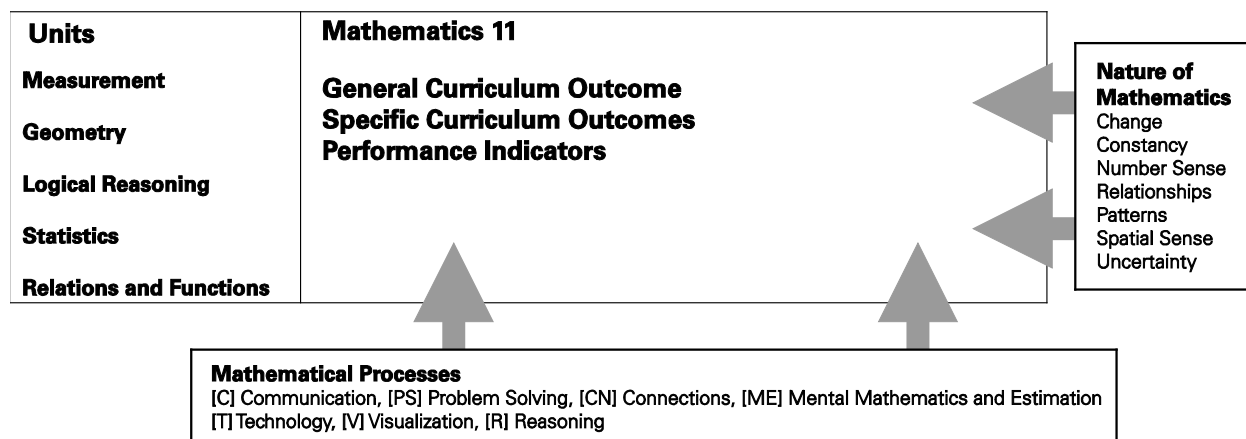 Units
Measurement
Geometry
Logical Reasoning
Statistics
Relations and Functions
Mathematics 11
General Curriculum Outcome
Specific Curriculum Outcomes
Performance Indicators
Nature of
Mathematics
Change
Constancy
Number Sense
Relationships
Patterns
Spatial Sense
Uncertainty
Mathematical Processes
[C] Communication, [PS] Problem Solving, [CN] Connections, [ME] Mental Mathematics and Estimation
[T] Technology, [V] Visualization, [R] Reasoning